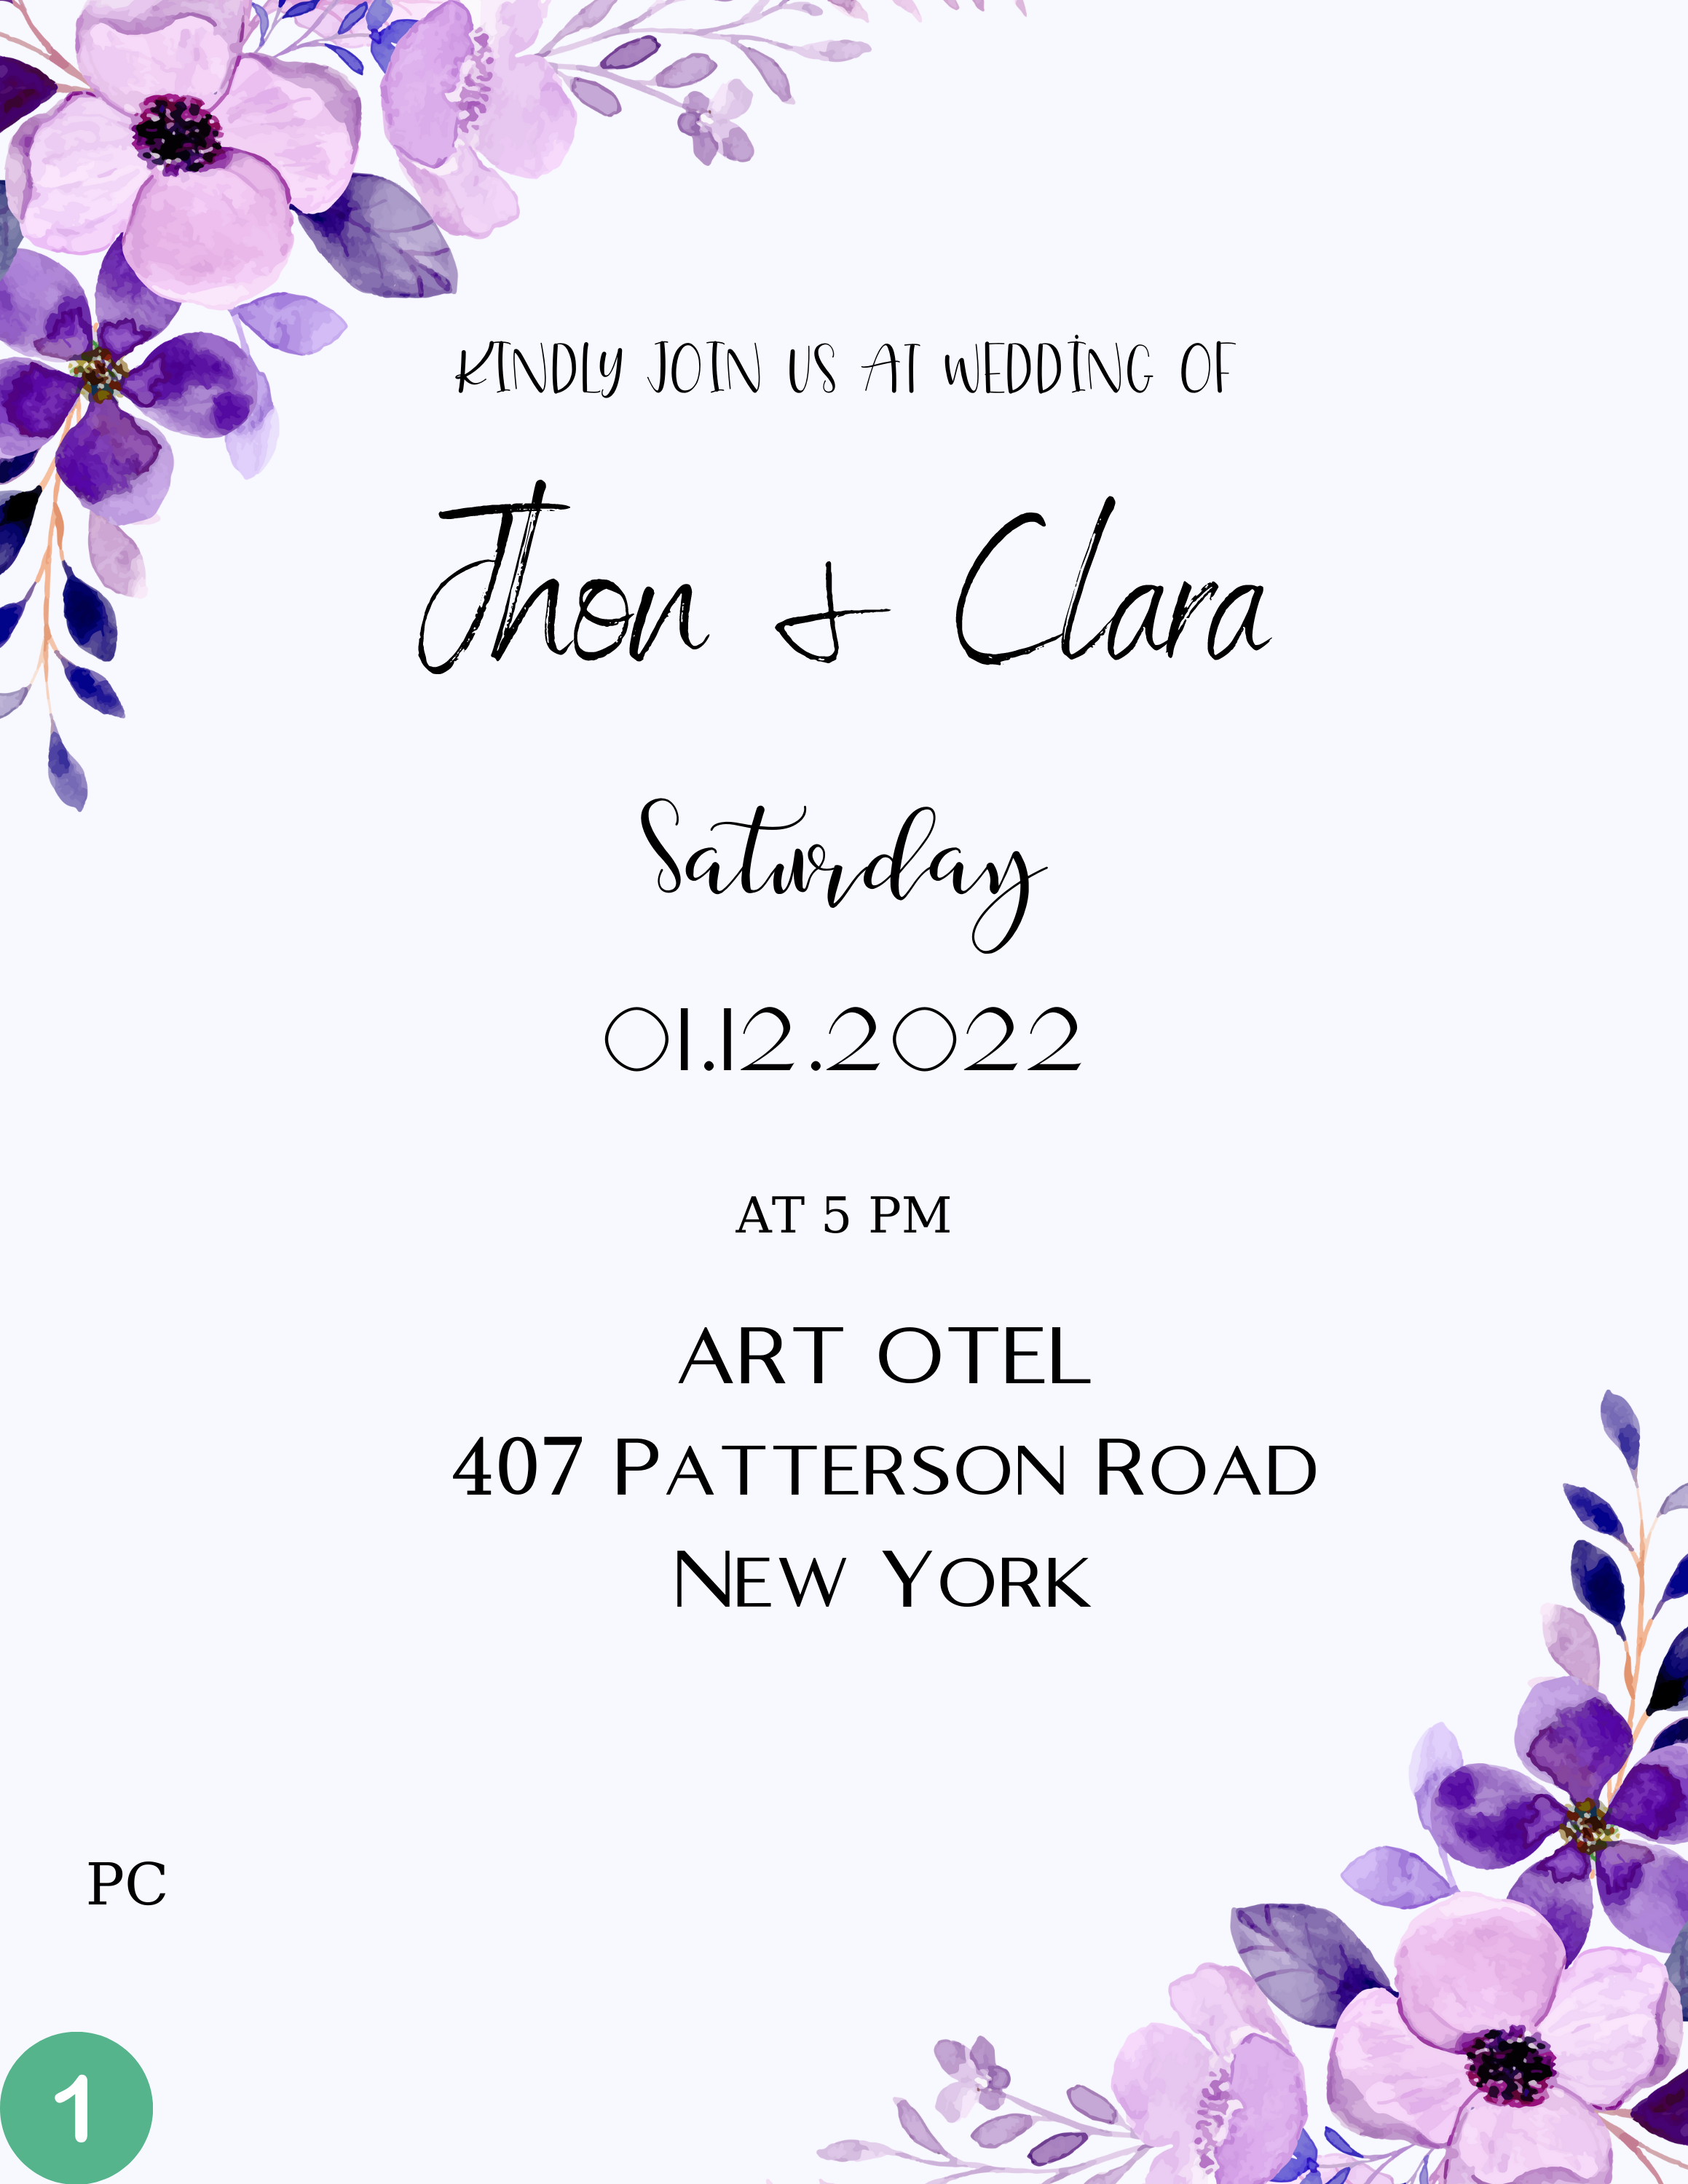 KINDLY JOIN US AT WEDDING OF
Jhon & Clara
Saturday
01.12.2022
AT 5 PM
ART OTEL
407 PATTERSON ROAD
NEW YORK
PC
1